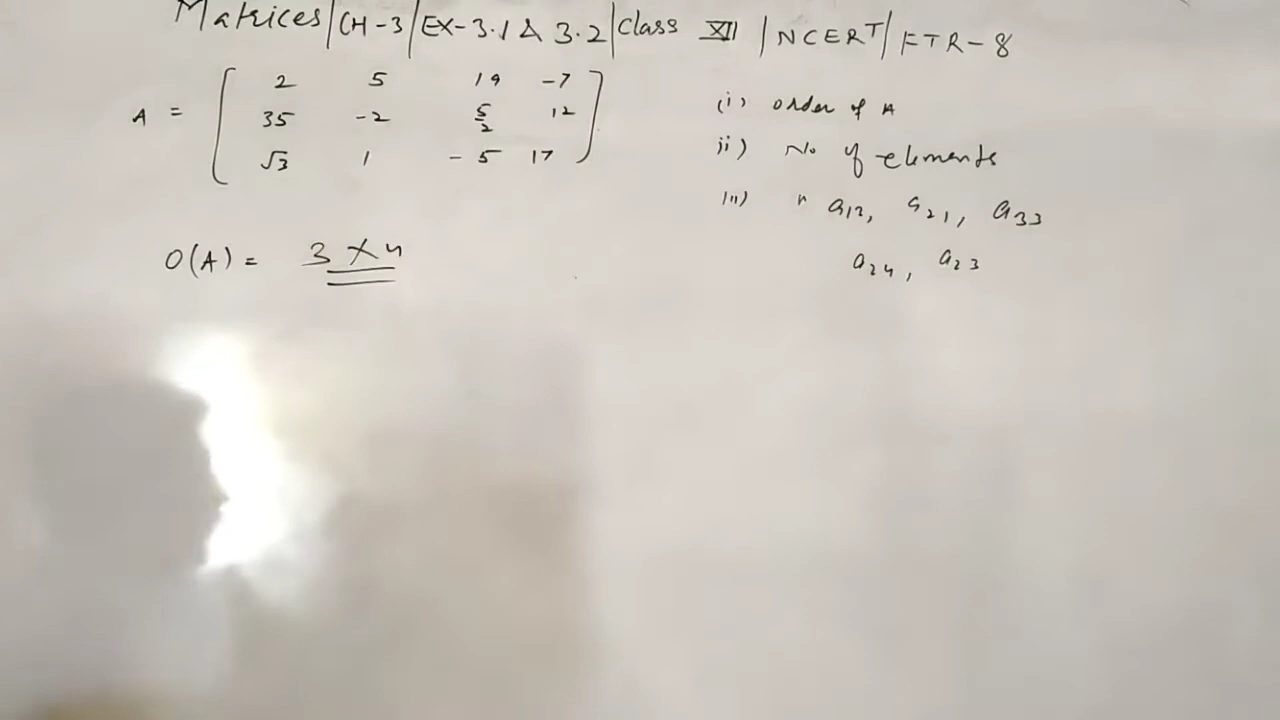 Matrices/CH-3/EX-3.1 & 3.2/Class XII/NCERT/FTR-8
A = [ 2 5 19 -7
35 -2 5/2 12
√3 1 -5 17 ]
(i) order of A
ii) No of elements
iii) " a13, a21, a33
a24, a23
O(A) = 3 X 4